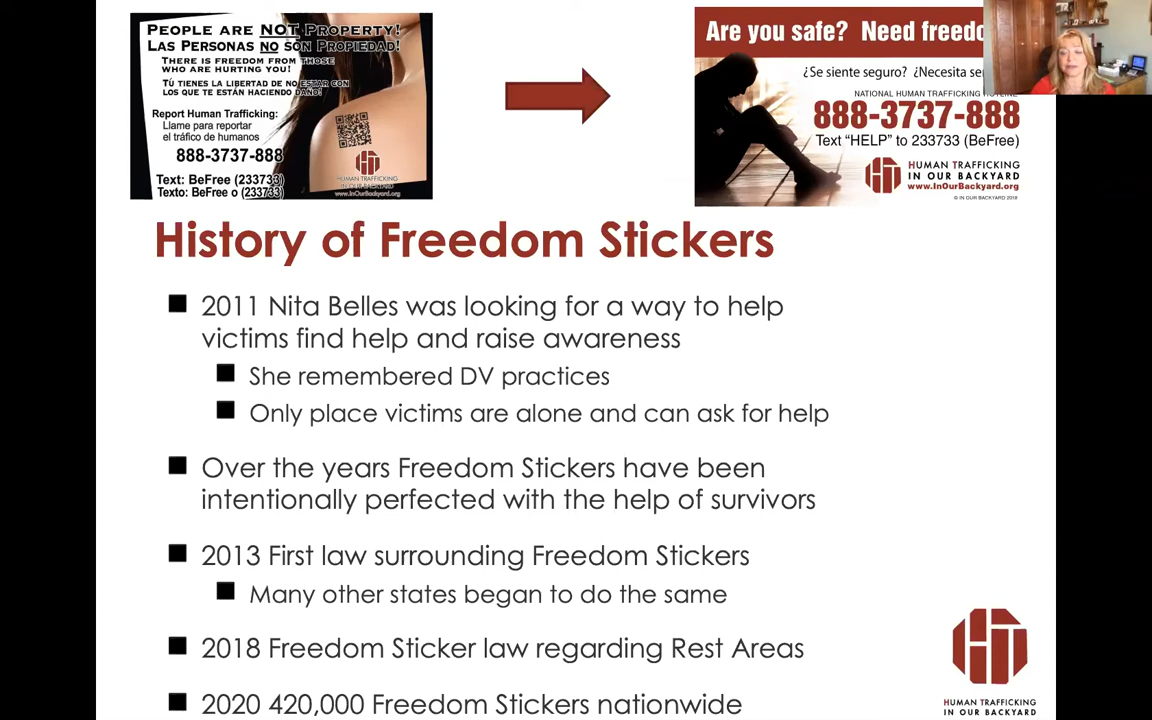 PEOPLE ARE NOT PROPERTY!
LAS PERSONAS NO SON PROPIEDAD!
THERE IS FREEDOM FROM THOSE
WHO ARE HURTING YOU!
TÚ TIENES LA LIBERTAD DE NO ESTAR CON
LOS QUE TE ESTÁN HACIENDO DAÑO!
Report Human Trafficking:
Llame para reportar
el tráfico de humanos
888-3737-888
Text: BeFree (233733)
Texto: BeFree o (233733)
HUMAN TRAFFICKING
IN OUR BACKYARD
www.InOurBackyard.org
Are you safe? Need freedo
¿Se siente seguro? ¿Necesita se
NATIONAL HUMAN TRAFFICKING HOTLINE
888-3737-888
Text “HELP” to 233733 (BeFree)
HUMAN TRAFFICKING
IN OUR BACKYARD
www.InOurBackyard.org
© IN OUR BACKYARD 2019
History of Freedom Stickers
2011 Nita Belles was looking for a way to help
victims find help and raise awareness
She remembered DV practices
Only place victims are alone and can ask for help
Over the years Freedom Stickers have been
intentionally perfected with the help of survivors
2013 First law surrounding Freedom Stickers
Many other states began to do the same
2018 Freedom Sticker law regarding Rest Areas
2020 420,000 Freedom Stickers nationwide
HUMAN TRAFFICKING
IN OUR BACKYARD